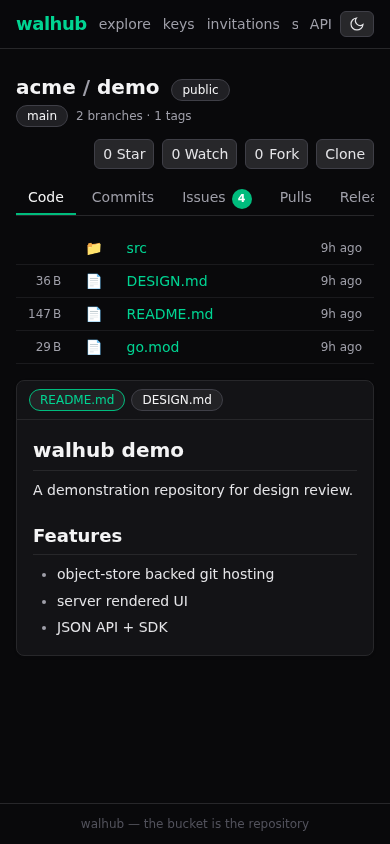 walhub explore keys invitations s API
acme / demo public
main 2 branches · 1 tags
0 Star 0 Watch 0 Fork Clone
Code Commits Issues 4 Pulls Relea
src 9h ago
36 B DESIGN.md 9h ago
147 B README.md 9h ago
29 B go.mod 9h ago
README.md DESIGN.md
walhub demo
A demonstration repository for design review.
Features
• object-store backed git hosting
• server rendered UI
• JSON API + SDK
walhub — the bucket is the repository